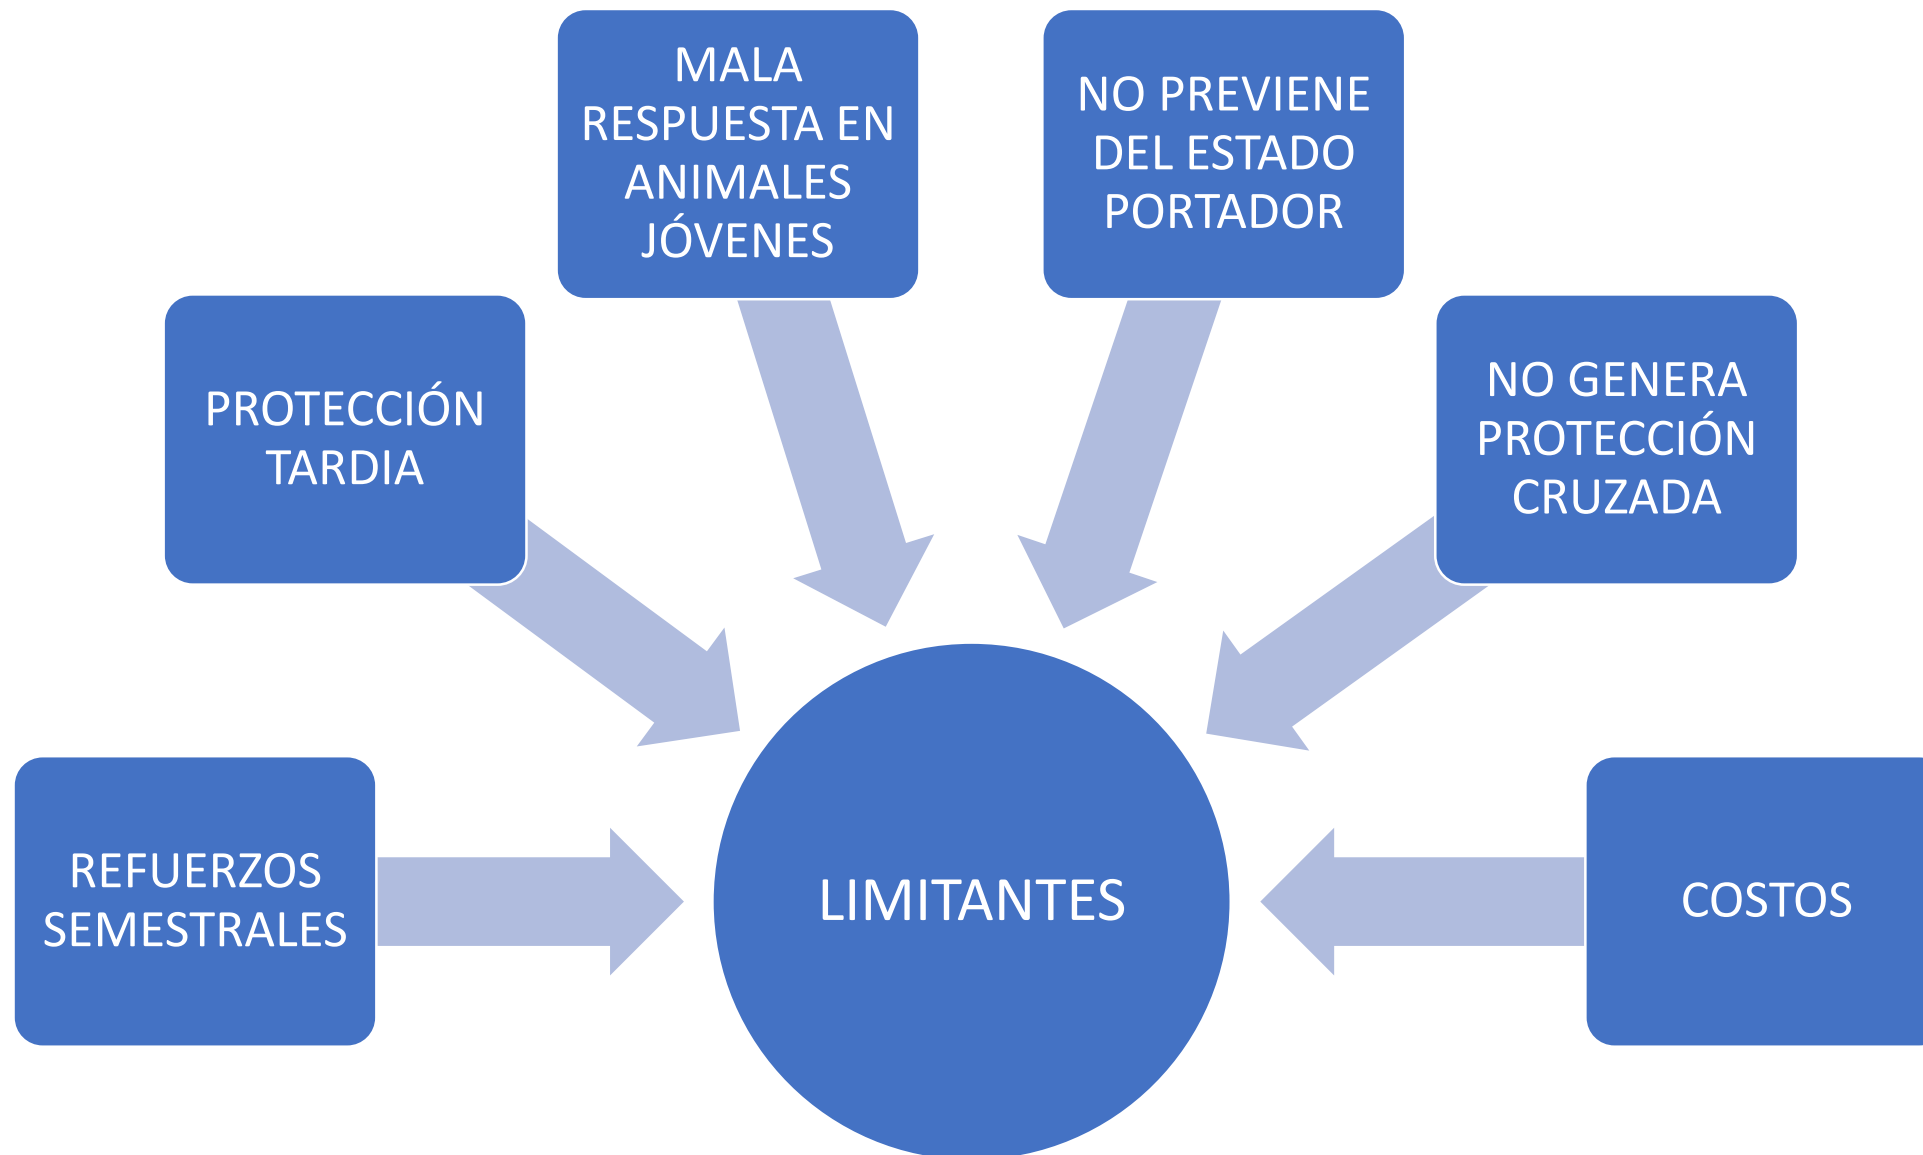 MALA
RESPUESTA EN
ANIMALES
JÓVENES
NO PREVIENE
DEL ESTADO
PORTADOR
PROTECCIÓN
TARDIA
NO GENERA
PROTECCIÓN
CRUZADA
REFUERZOS
SEMESTRALES
LIMITANTES
COSTOS